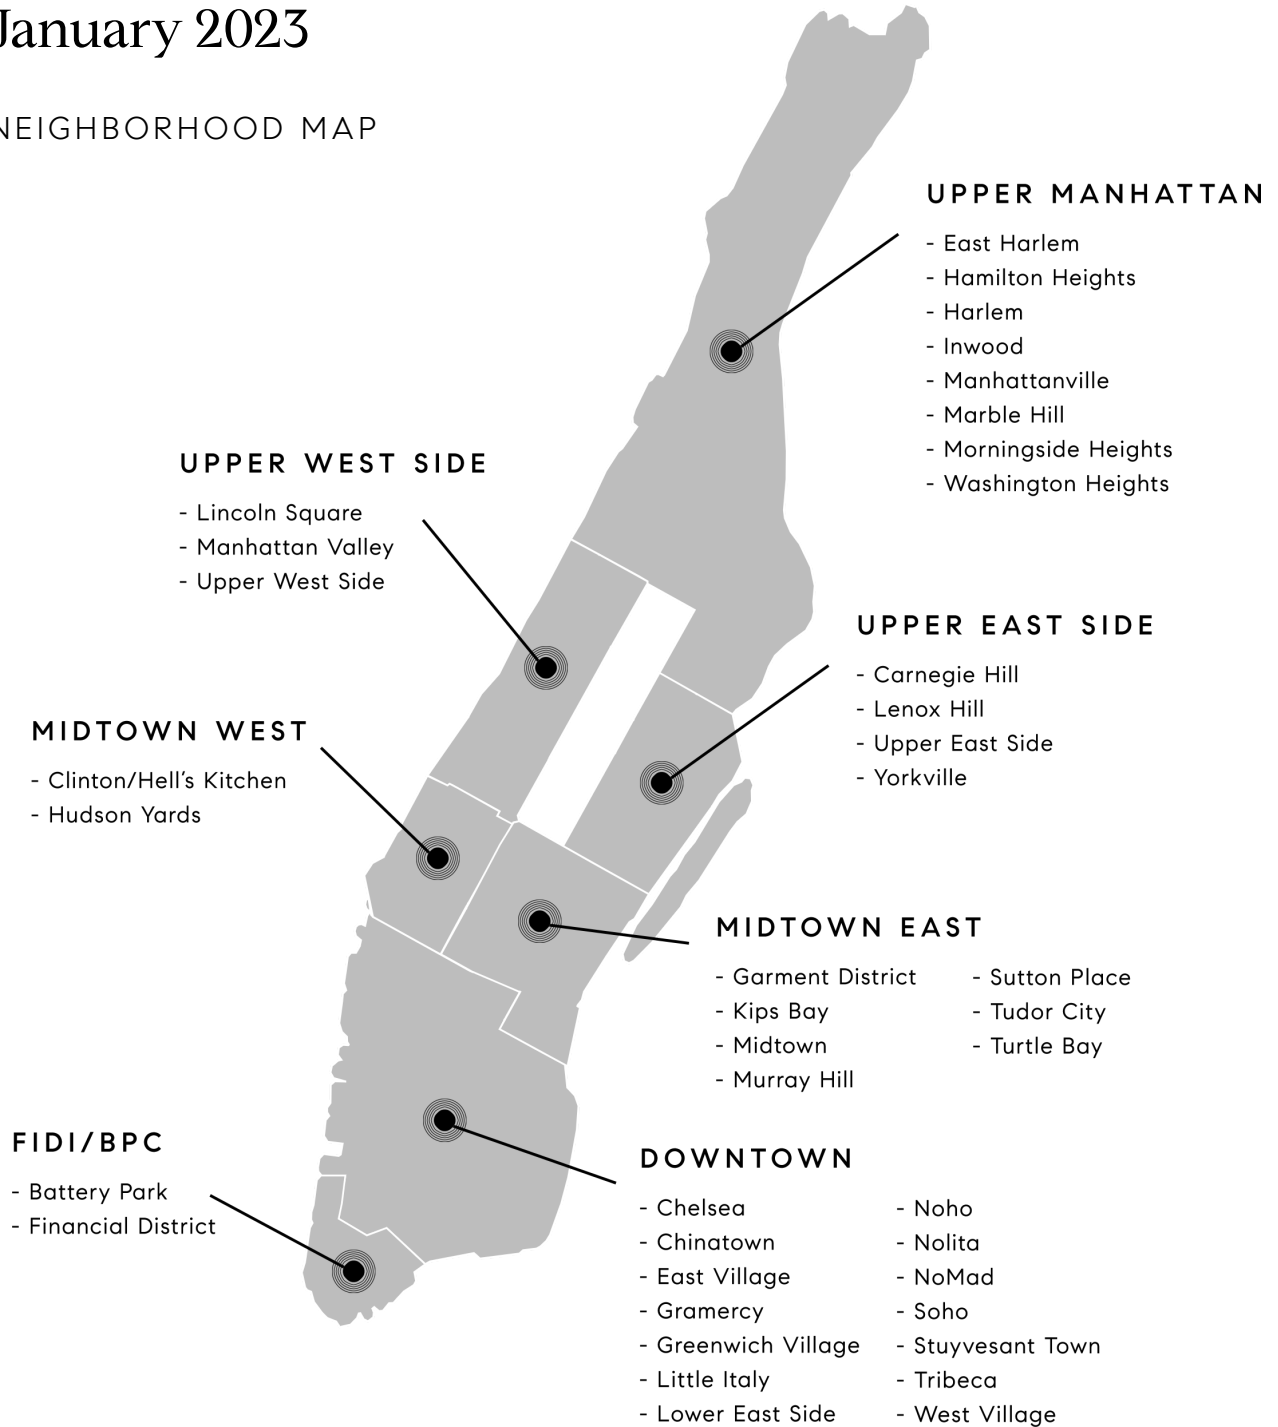 January 2023
NEIGHBORHOOD MAP
UPPER MANHATTAN
- East Harlem
- Hamilton Heights
- Harlem
- Inwood
- Manhattanville
- Marble Hill
- Morningside Heights
- Washington Heights
UPPER WEST SIDE
- Lincoln Square
- Manhattan Valley
- Upper West Side
UPPER EAST SIDE
- Carnegie Hill
- Lenox Hill
- Upper East Side
- Yorkville
MIDTOWN WEST
- Clinton/Hell’s Kitchen
- Hudson Yards
MIDTOWN EAST
- Garment District
- Kips Bay
- Midtown
- Murray Hill
- Sutton Place
- Tudor City
- Turtle Bay
FIDI/BPC
- Battery Park
- Financial District
DOWNTOWN
- Chelsea
- Chinatown
- East Village
- Gramercy
- Greenwich Village
- Little Italy
- Lower East Side
- Noho
- Nolita
- NoMad
- Soho
- Stuyvesant Town
- Tribeca
- West Village